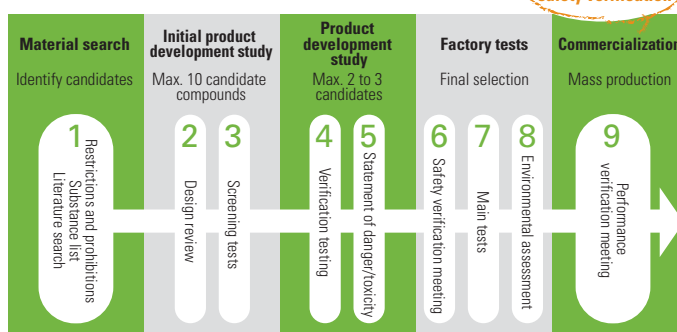 safety verification
Material search
Identify candidates
Initial product
development study
Max. 10 candidate
compounds
Product
development
study
Max. 2 to 3
candidates
Factory tests
Final selection
Commercialization
Mass production
1
Restrictions and prohibitions
Substance list
Literature search
2
Design review
3
Screening tests
4
Verification testing
5
Statement of danger/toxicity
6
Safety verification meeting
7
Main tests
8
Environmental assessment
9
Performance
verification meeting